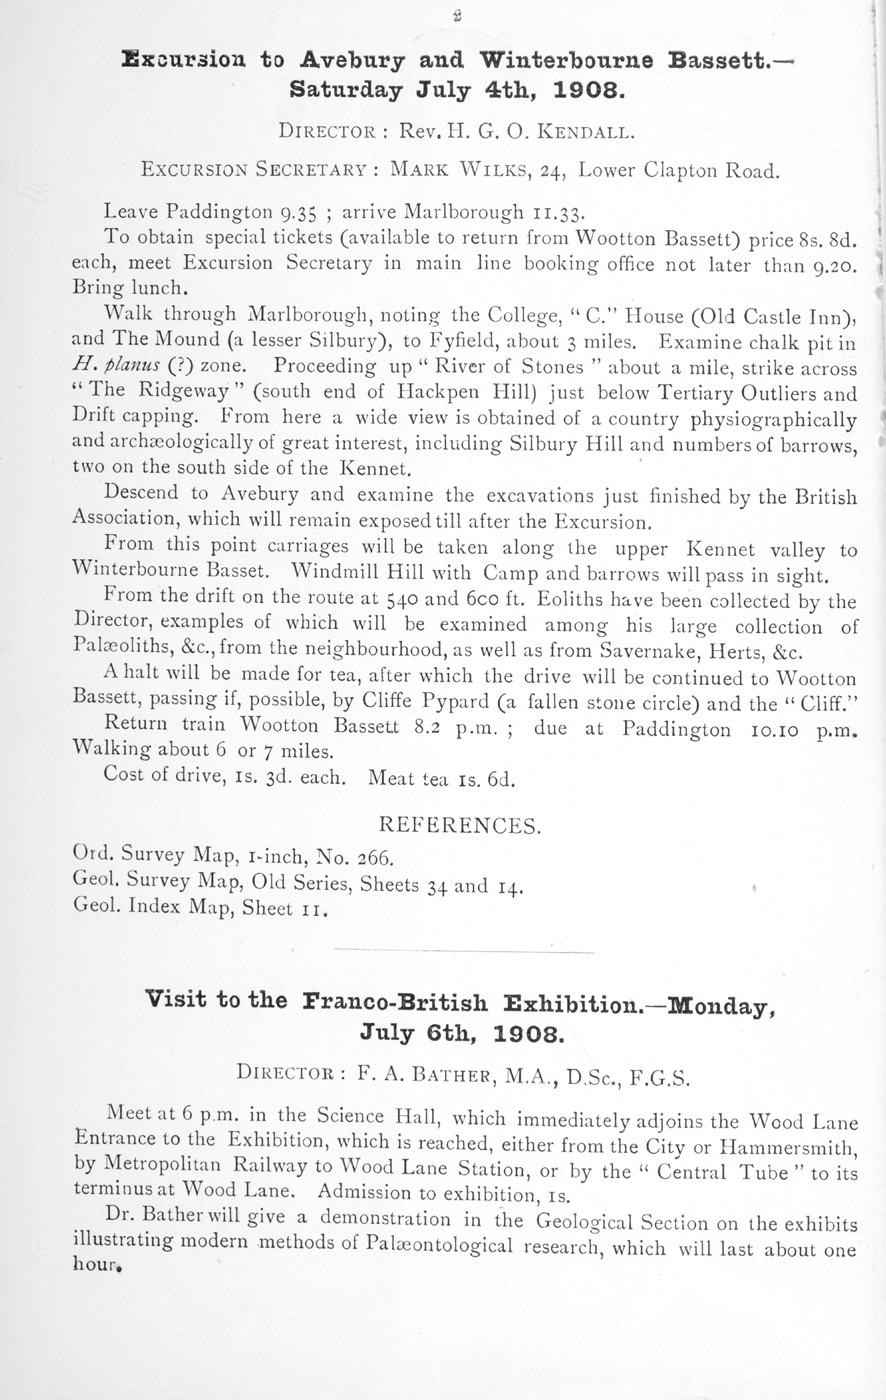 2
Excursion to Avebury and Winterbourne Bassett.—
Saturday July 4th, 1908.
DIRECTOR : Rev. H. G. O. KENDALL.
EXCURSION SECRETARY : MARK WILKS, 24, Lower Clapton Road.
Leave Paddington 9.35 ; arrive Marlborough 11.33.
To obtain special tickets (available to return from Wootton Bassett) price 8s. 8d.
each, meet Excursion Secretary in main line booking office not later than 9.20.
Bring lunch.
Walk through Marlborough, noting the College, “ C.” House (Old Castle Inn),
and The Mound (a lesser Silbury), to Fyfield, about 3 miles. Examine chalk pit in
H. planus (?) zone. Proceeding up “ River of Stones ” about a mile, strike across
“ The Ridgeway ” (south end of Hackpen Hill) just below Tertiary Outliers and
Drift capping. From here a wide view is obtained of a country physiographically
and archæologically of great interest, including Silbury Hill and numbers of barrows,
two on the south side of the Kennet.
Descend to Avebury and examine the excavations just finished by the British
Association, which will remain exposed till after the Excursion.
From this point carriages will be taken along the upper Kennet valley to
Winterbourne Basset. Windmill Hill with Camp and barrows will pass in sight.
From the drift on the route at 540 and 600 ft. Eoliths have been collected by the
Director, examples of which will be examined among his large collection of
Palæoliths, &c., from the neighbourhood, as well as from Savernake, Herts, &c.
A halt will be made for tea, after which the drive will be continued to Wootton
Bassett, passing if, possible, by Cliffe Pypard (a fallen stone circle) and the “ Cliff.”
Return train Wootton Bassett 8.2 p.m. ; due at Paddington 10.10 p.m.
Walking about 6 or 7 miles.
Cost of drive, 1s. 3d. each. Meat tea 1s. 6d.
REFERENCES.
Ord. Survey Map, 1-inch, No. 266.
Geol. Survey Map, Old Series, Sheets 34 and 14.
Geol. Index Map, Sheet 11.
Visit to the Franco-British Exhibition.—Monday,
July 6th, 1908.
DIRECTOR : F. A. BATHER, M.A., D.Sc., F.G.S.
Meet at 6 p.m. in the Science Hall, which immediately adjoins the Wood Lane
Entrance to the Exhibition, which is reached, either from the City or Hammersmith,
by Metropolitan Railway to Wood Lane Station, or by the “ Central Tube ” to its
terminus at Wood Lane. Admission to exhibition, 1s.
Dr. Bather will give a demonstration in the Geological Section on the exhibits
illustrating modern methods of Palæontological research, which will last about one
hour.